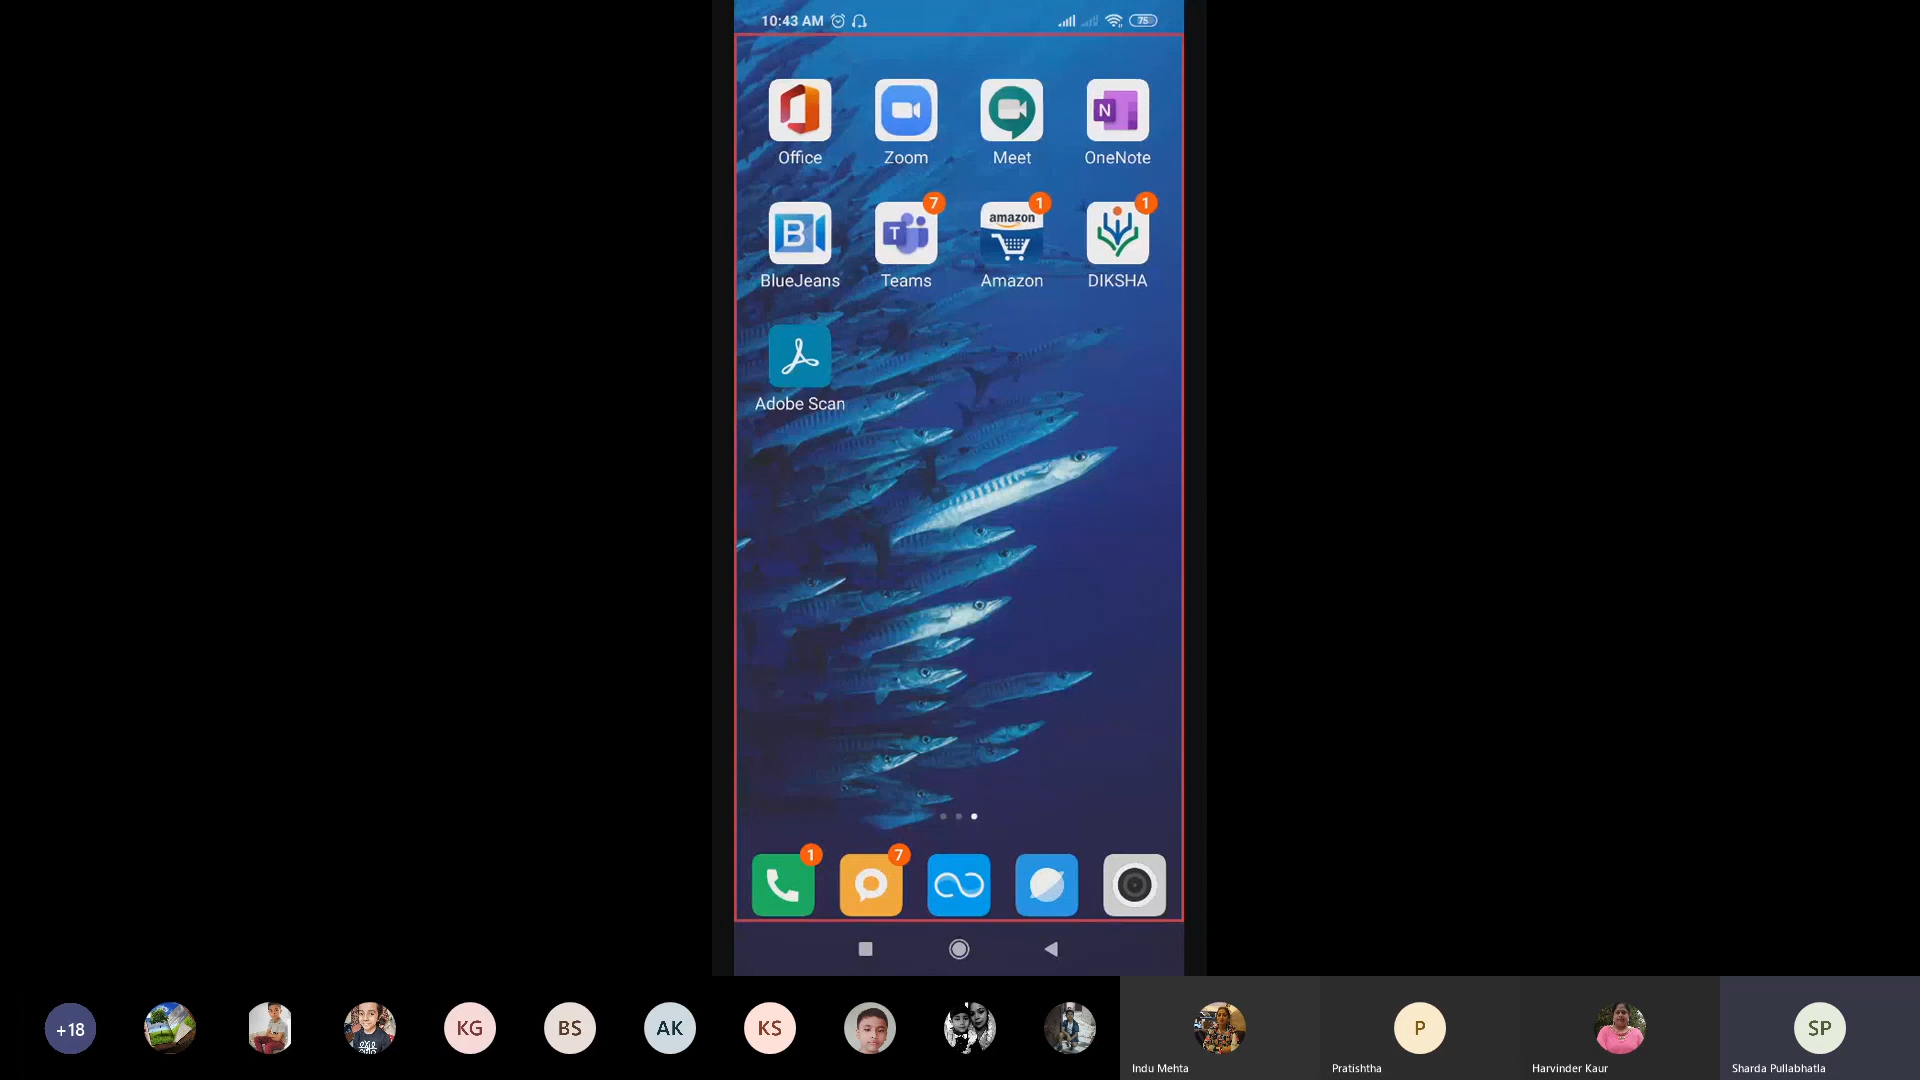 10:43 AM 75
Office Zoom Meet OneNote
N
7 1 1
B T amazon
BlueJeans Teams Amazon DIKSHA
Adobe Scan
1 7
+18 KG BS AK KS P SP
Indu Mehta Pratishtha Harvinder Kaur Sharda Pullabhatla